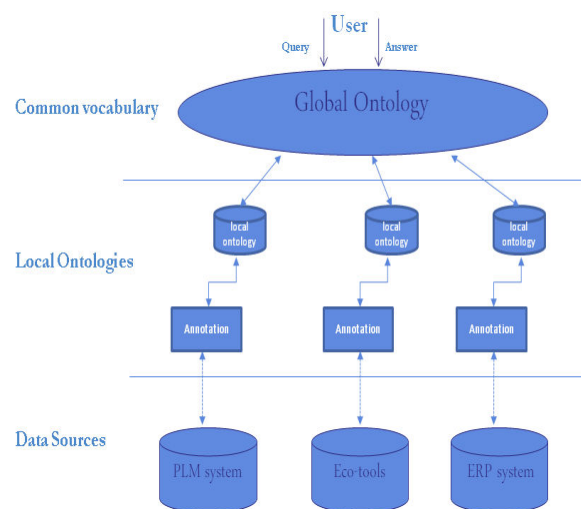 User
Query
Answer
Common vocabulary
Global Ontology
local
ontology
local
ontology
local
ontology
Local Ontologies
Annotation
Annotation
Annotation
Data Sources
PLM system
Eco-tools
ERP system